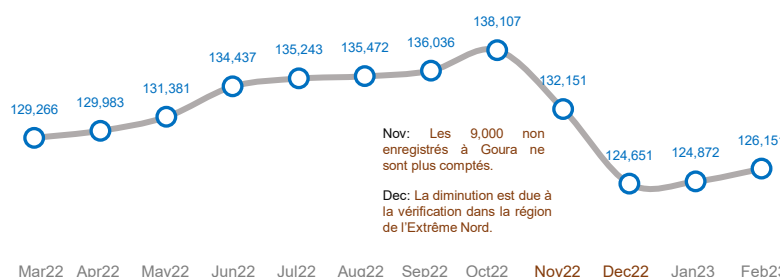 138,107
136,036
135,243
135,472
134,437
132,151
131,381
129,983
129,266
126,151
124,651
124,872
Nov: Les 9,000 non
enregistrés à Goura ne
sont plus comptés.
Dec: La diminution est due à
la vérification dans la région
de l'Extrême Nord.
Mar22 Apr22 May22 Jun22 Jul22 Aug22 Sep22 Oct22 Nov22 Dec22 Jan23 Feb2